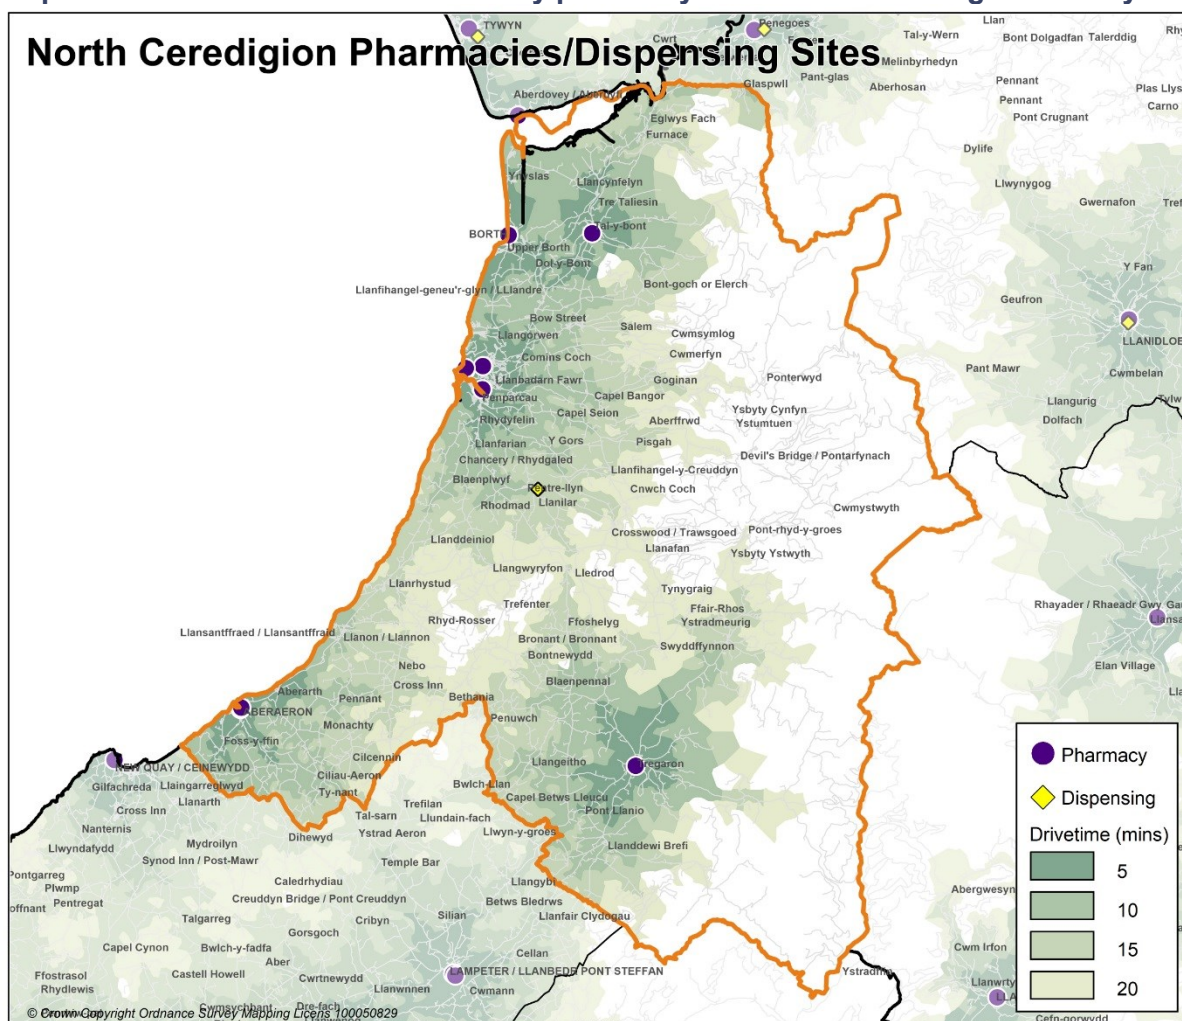 North Ceredigion Pharmacies/Dispensing Sites
TYWYN
Penegoes
Cwrt
Llan
Bont Dolgadfan
Talerddig
Tal-y-Wern
Melinbyrhedyn
Glaspwll
Pant-glas
Aberhosan
Pennant
Pennant
Pont Crugnant
Carno
Aberdovey /
Eglwys Fach
Furnace
Dylife
Llwynygog
Gwernafon
Ynyslas
Llancynfelyn
Tre Taliesin
Tal-y-bont
BORTH
Upper Borth
Dol-y-Bont
Y Fan
Geufron
Llanfihangel-geneu'r-glyn / LLlandre
Bont-goch or Elerch
Bow Street
Salem
Cwmsymlog
Llangorwen
Comins Coch
Cwmerfyn
Pant Mawr
Cwmbelan
Llanbadarn Fawr
Goginan
Ponterwyd
Penparcau
Capel Bangor
Llangurig
Dolfach
Rhydyfelin
Capel Seion
Aberffrwd
Ysbyty Cynfyn
Ystumtuen
Llanfarian
Y Gors
Pisgah
Chancery / Rhydgaled
Llanfihangel-y-Creuddyn
Devil's Bridge / Pontarfynach
Blaenplwyf
Cnwch Coch
Rhodmad
Llanilar
Cwmystwyth
Llanddeiniol
Crosswood / Trawsgoed
Pont-rhyd-y-groes
Llanafan
Ysbyty Ystwyth
Llangwyryfon
Lledrod
Llanrhystud
Tynygraig
Trefenter
Ffair-Rhos
Rhayader / Rhaeadr Gwy
Rhyd-Rosser
Ffoshelyg
Ystradmeurig
Llansantffraed / Llansantffraid
Llanon / Llannon
Bronant / Bronnant
Swyddffynnon
Bontnewydd
Nebo
Elan Village
Cross Inn
Blaenpennal
Aberarth
Pennant
Bethania
ABERAERON
Monachty
Penuwch
Foss-y-ffin
Cilcennin
Llangeitho
Tregaron
NEW QUAY / CEINEWYDD
Gilfachreda
Llaingarreglwyd
Ciliau-Aeron
Ty-nant
Bwlch-Llan
Capel Betws Lleucu
Llanarth
Cross Inn
Trefilan
Pont Llanio
Tal-sarn
Llundain-fach
Nanternis
Dihewyd
Ystrad Aeron
Llwyn-y-groes
Mydroilyn
Llanddewi Brefi
Llwyndafydd
Synod Inn / Post-Mawr
Temple Bar
Pontgarreg
Plwmp
Pentregat
Caledrhydiau
Llangybi
Creuddyn Bridge / Pont Creuddyn
Betws Bledrws
Talgarreg
Cribyn
Silian
Llanfair Clydogau
Abergwesyn
Gorsgoch
Capel Cynon
Bwlch-y-fadfa
Aber
Cellan
Cwm Irfon
Ffostrasol
Castell Howell
Cwrtnewydd
LAMPETER / LLANBEDR PONT STEFFAN
Rhydlewis
Llanwnnen
Cwmann
Cwmsychbant
Dre-fach
Cefn-gorwydd
Pharmacy
Dispensing
Drivetime (mins)
5
10
15
20
© Crown Copyright Ordnance Survey Mapping Licens 100050829